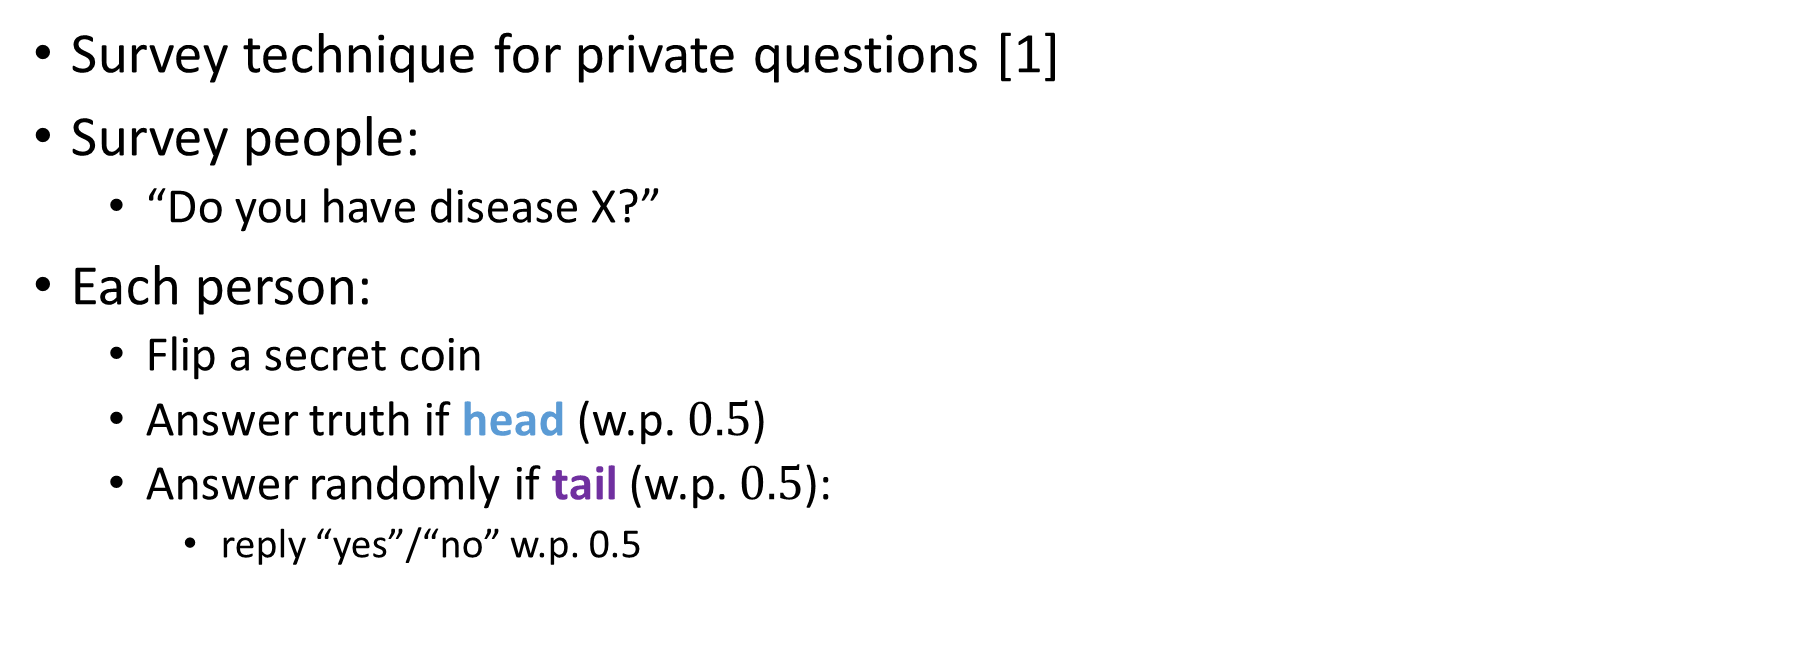 • Survey technique for private questions [1]
• Survey people:
• “Do you have disease X?”
• Each person:
• Flip a secret coin
• Answer truth if head (w.p. 0.5)
• Answer randomly if tail (w.p. 0.5):
• reply “yes”/“no” w.p. 0.5